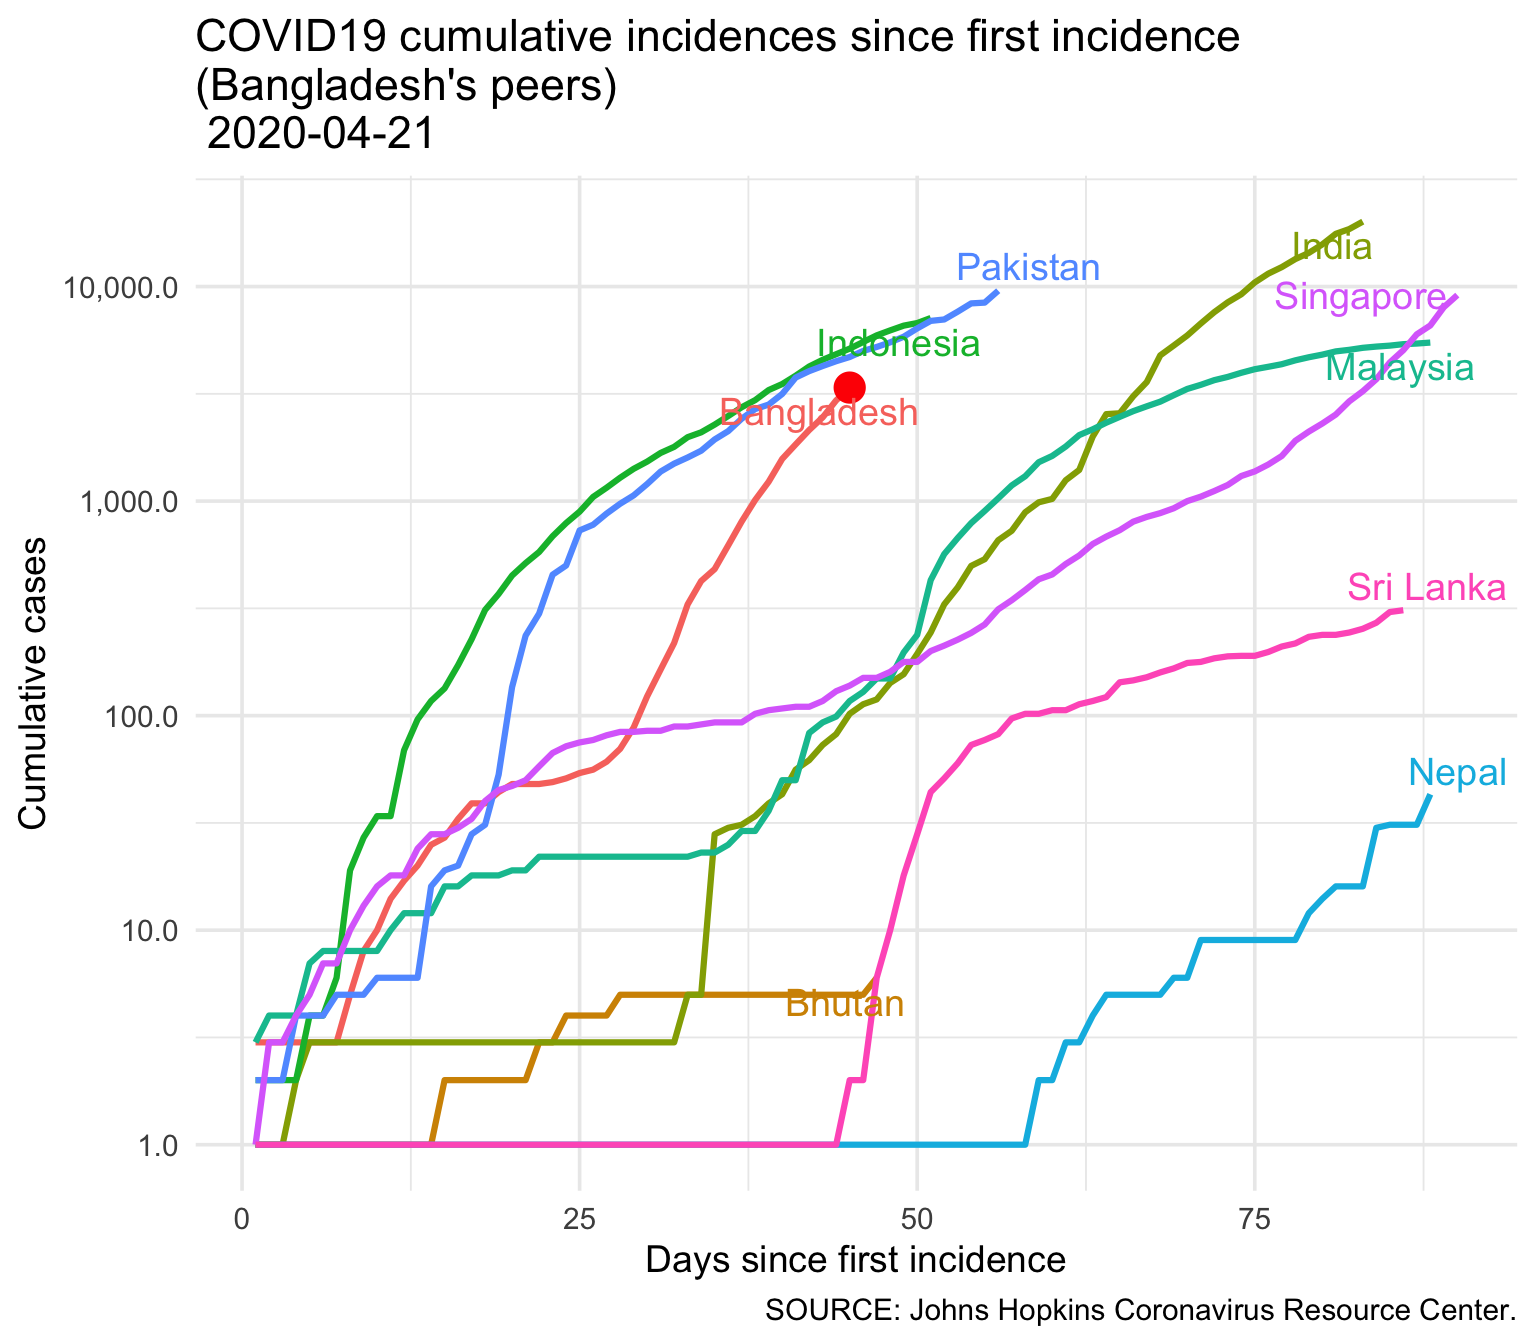 COVID19 cumulative incidences since first incidence
(Bangladesh's peers)
2020-04-21
India
Pakistan
10,000.0
Singapore
Indonesia
Malaysia
Bangladesh
1,000.0
Sri Lanka
Cumulative cases
100.0
Nepal
10.0
Bhutan
1.0
0
25
50
75
Days since first incidence
SOURCE: Johns Hopkins Coronavirus Resource Center.